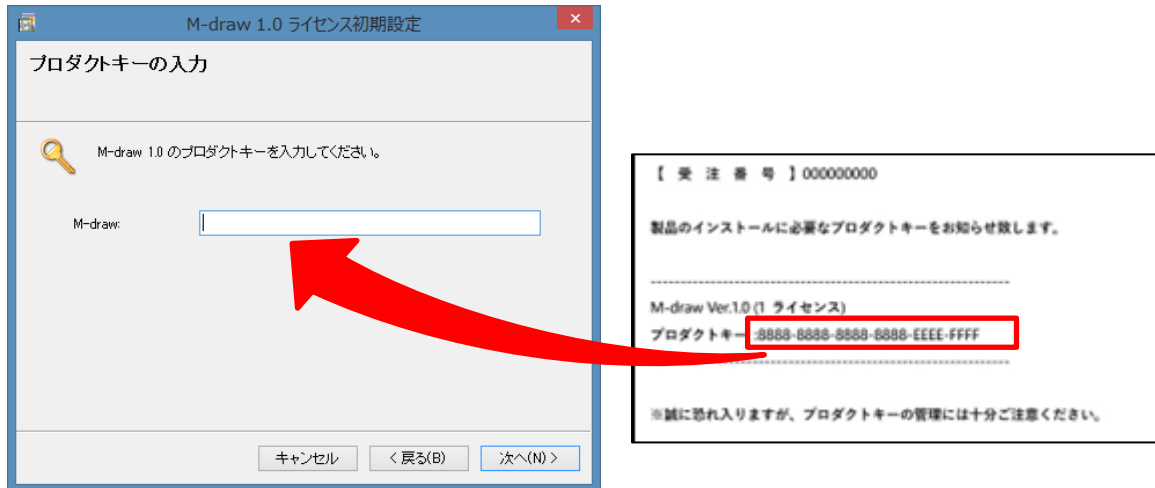 M-draw 1.0 ライセンス初期設定
プロダクトキーの入力
M-draw 1.0 のプロダクトキーを入力してください。
M-draw:
キャンセル
< 戻る(B)
次へ(N) >
【 受 注 番 号 】000000000
製品のインストールに必要なプロダクトキーをお知らせ致します。
M-draw Ver.1.0 (1 ライセンス)
プロダクトキー :8888-8888-8888-8888-EEEE-FFFF
※誠に恐れ入りますが、プロダクトキーの管理には十分ご注意ください。